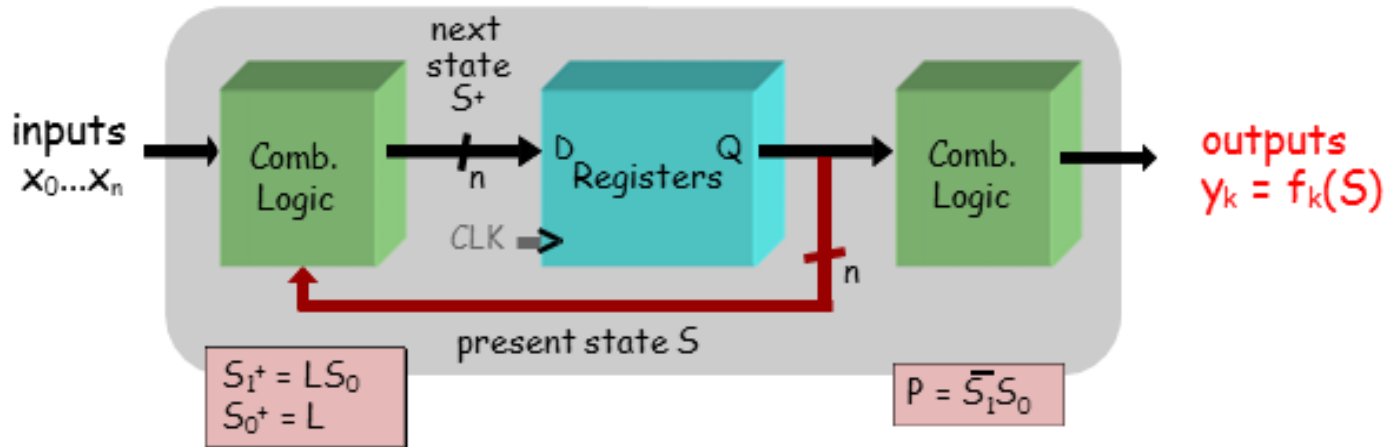 next
state
S⁺
inputs
x₀...xₙ
Comb.
Logic
n
D
Q
Registers
CLK
n
Comb.
Logic
outputs
yₖ = fₖ(S)
present state S
S₁⁺ = LS₀
S₀⁺ = L
P = S̅₁S₀